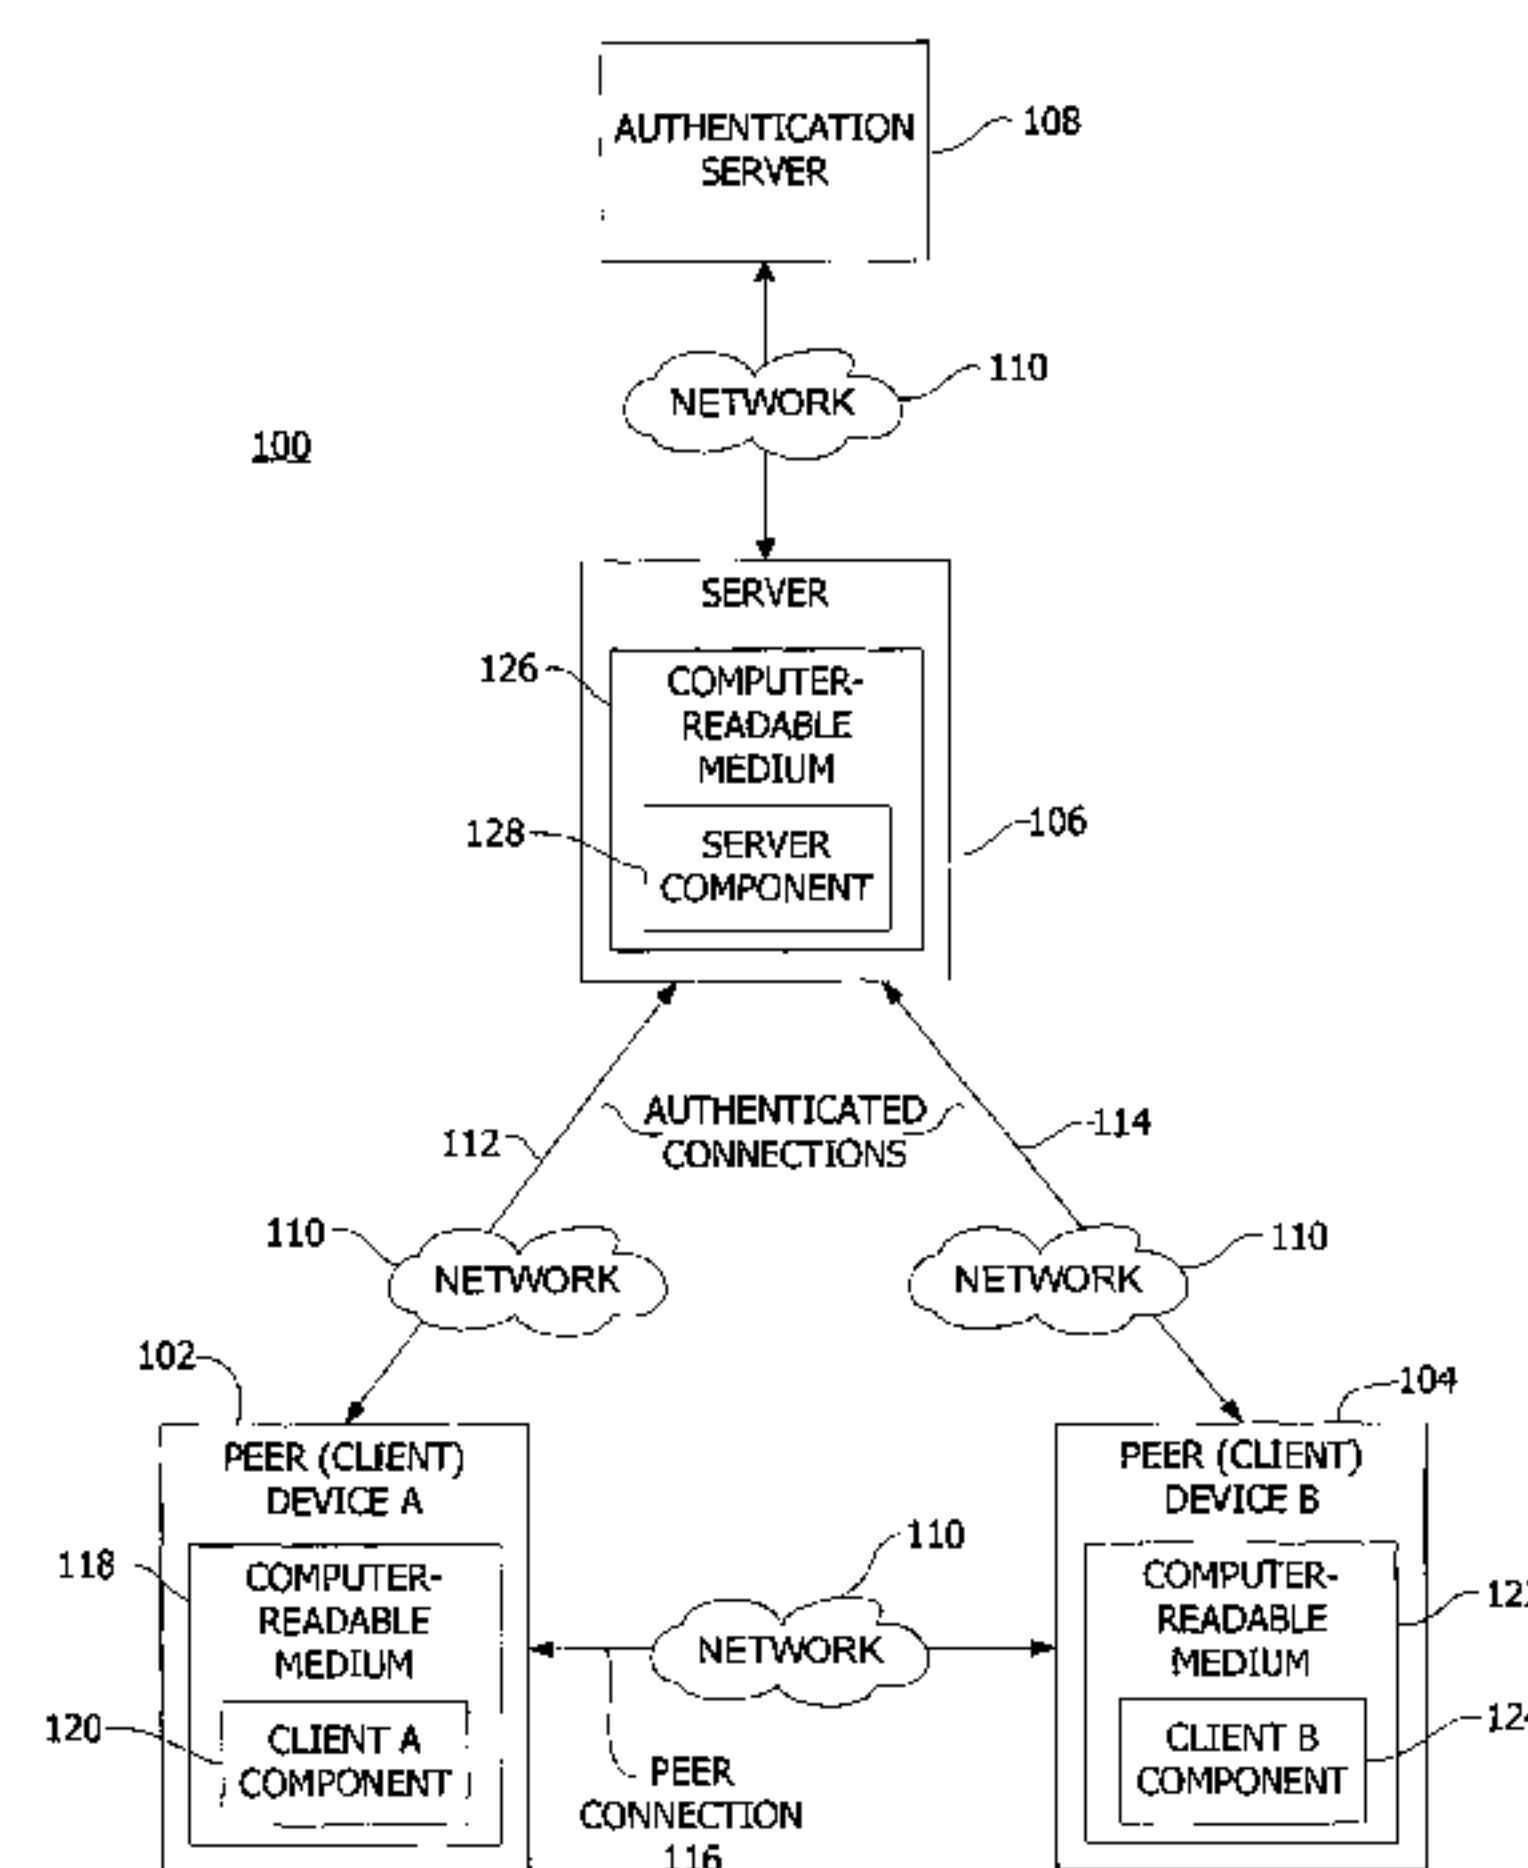 AUTHENTICATION
SERVER
108
NETWORK
110
100
SERVER
126
COMPUTER-
READABLE
MEDIUM
128
SERVER
COMPONENT
106
AUTHENTICATED
CONNECTIONS
112
114
110
NETWORK
NETWORK
110
102
104
PEER (CLIENT)
DEVICE A
PEER (CLIENT)
DEVICE B
118
COMPUTER-
READABLE
MEDIUM
110
NETWORK
COMPUTER-
READABLE
MEDIUM
120
CLIENT A
COMPONENT
PEER
CONNECTION
116
CLIENT B
COMPONENT
124